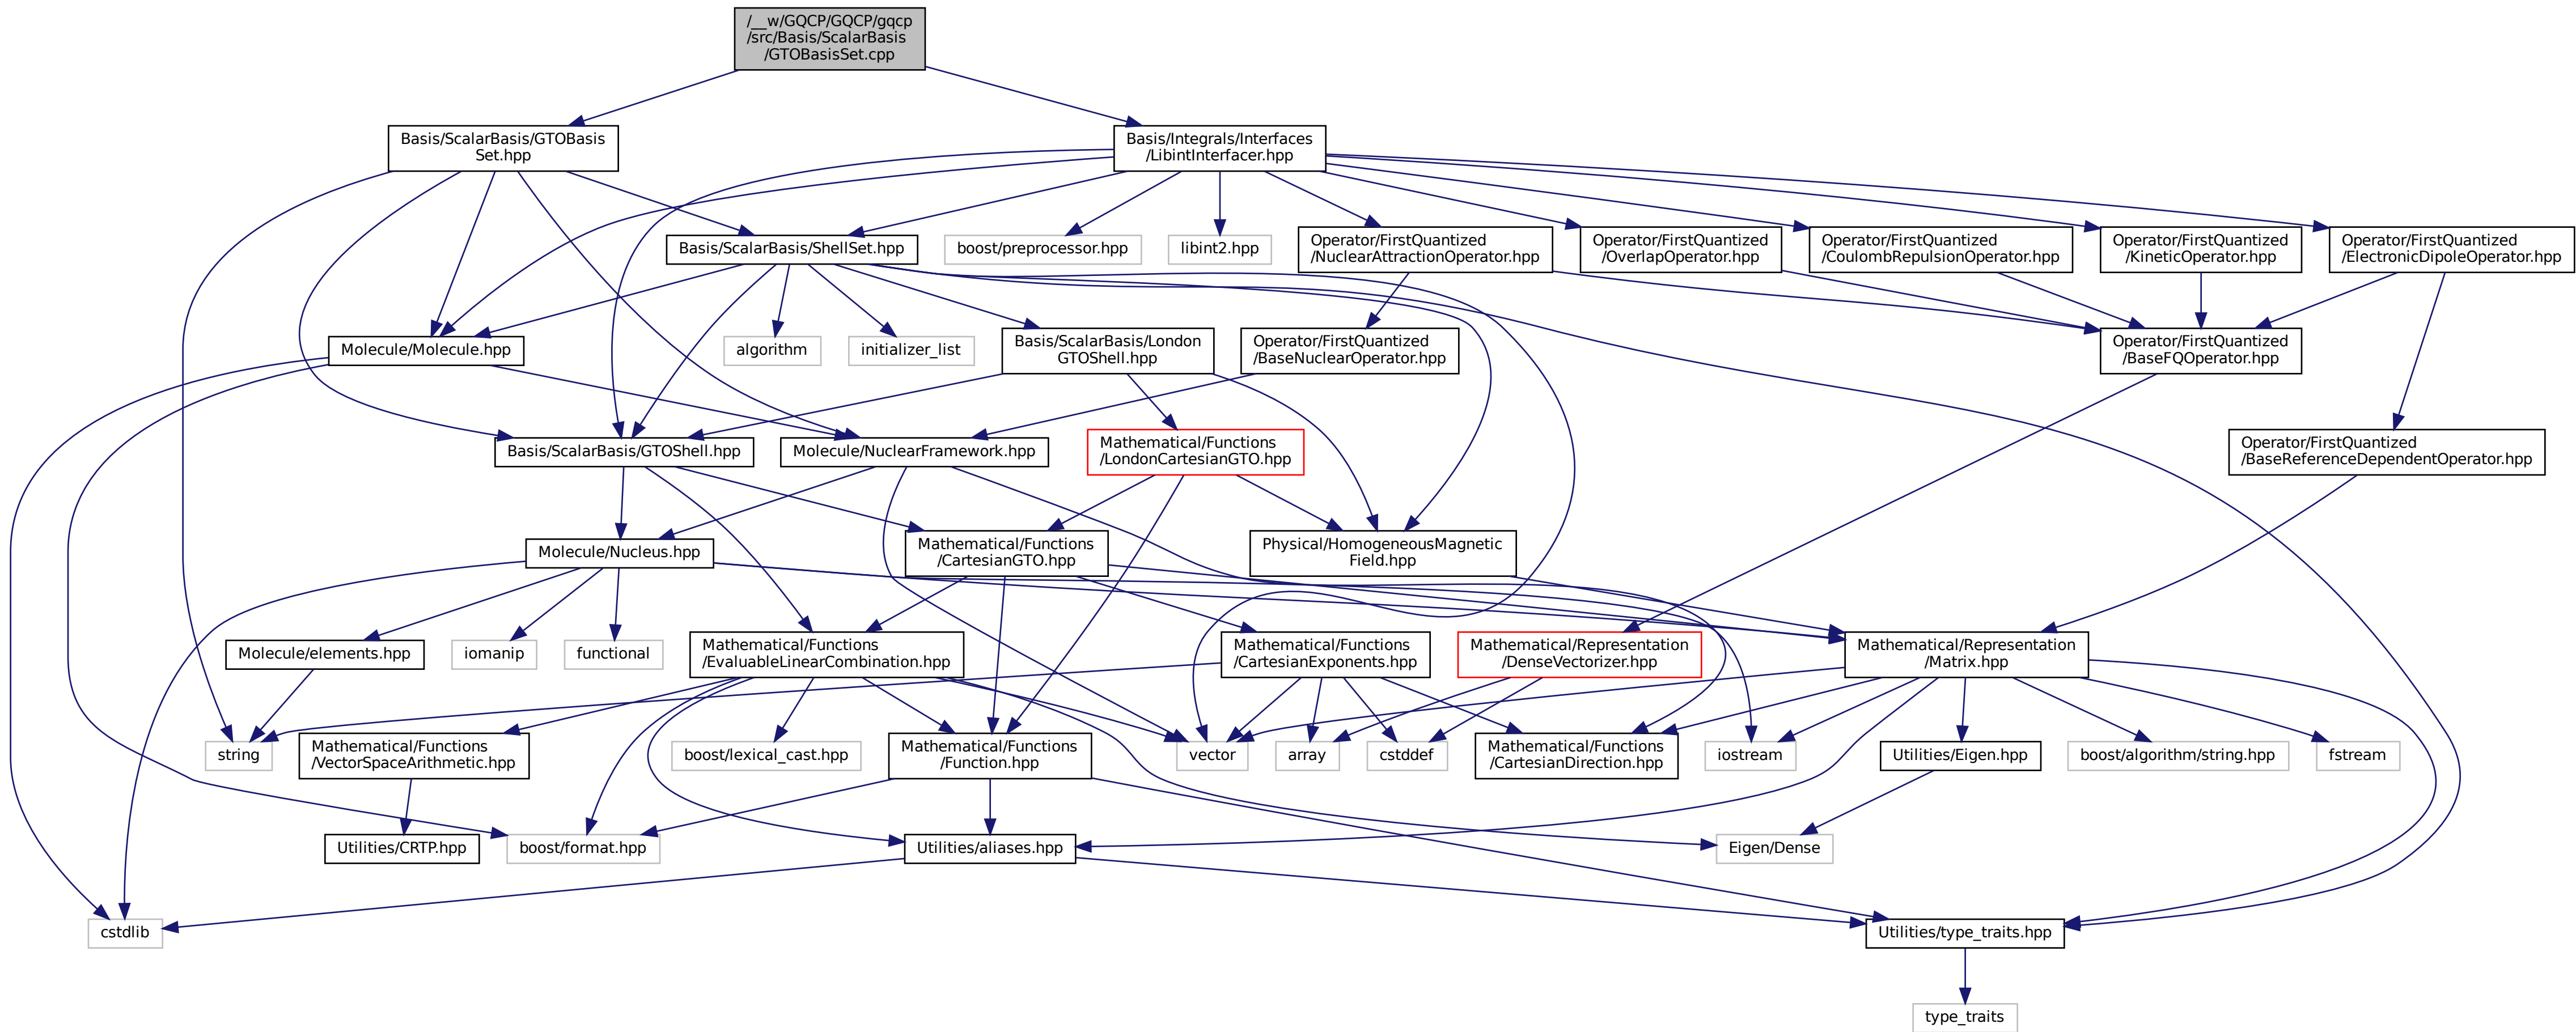 /__w/GQCP/GQCP/gqcp
/src/Basis/ScalarBasis
/GTOBasisSet.cpp
Basis/ScalarBasis/GTOBasis
Set.hpp
Basis/Integrals/Interfaces
/LibintInterfacer.hpp
Basis/ScalarBasis/ShellSet.hpp
boost/preprocessor.hpp
libint2.hpp
Operator/FirstQuantized
/NuclearAttractionOperator.hpp
Operator/FirstQuantized
/OverlapOperator.hpp
Operator/FirstQuantized
/CoulombRepulsionOperator.hpp
Operator/FirstQuantized
/KineticOperator.hpp
Operator/FirstQuantized
/ElectronicDipoleOperator.hpp
Molecule/Molecule.hpp
algorithm
initializer_list
Basis/ScalarBasis/London
GTOShell.hpp
Operator/FirstQuantized
/BaseNuclearOperator.hpp
Operator/FirstQuantized
/BaseFQOperator.hpp
Basis/ScalarBasis/GTOShell.hpp
Molecule/NuclearFramework.hpp
Mathematical/Functions
/LondonCartesianGTO.hpp
Operator/FirstQuantized
/BaseReferenceDependentOperator.hpp
Molecule/Nucleus.hpp
Mathematical/Functions
/CartesianGTO.hpp
Physical/HomogeneousMagnetic
Field.hpp
Molecule/elements.hpp
iomanip
functional
Mathematical/Functions
/EvaluableLinearCombination.hpp
Mathematical/Functions
/CartesianExponents.hpp
Mathematical/Representation
/DenseVectorizer.hpp
Mathematical/Representation
/Matrix.hpp
string
Mathematical/Functions
/VectorSpaceArithmetic.hpp
boost/lexical_cast.hpp
Mathematical/Functions
/Function.hpp
vector
array
cstddef
Mathematical/Functions
/CartesianDirection.hpp
iostream
Utilities/Eigen.hpp
boost/algorithm/string.hpp
fstream
Utilities/CRTP.hpp
boost/format.hpp
Utilities/aliases.hpp
Eigen/Dense
cstdlib
Utilities/type_traits.hpp
type_traits